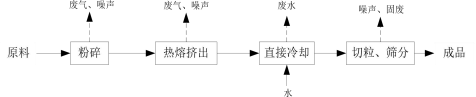 废气、噪声 废气、噪声 废水 噪声、固废
原料 粉碎 热熔挤出 直接冷却 切粒、筛分 成品
水